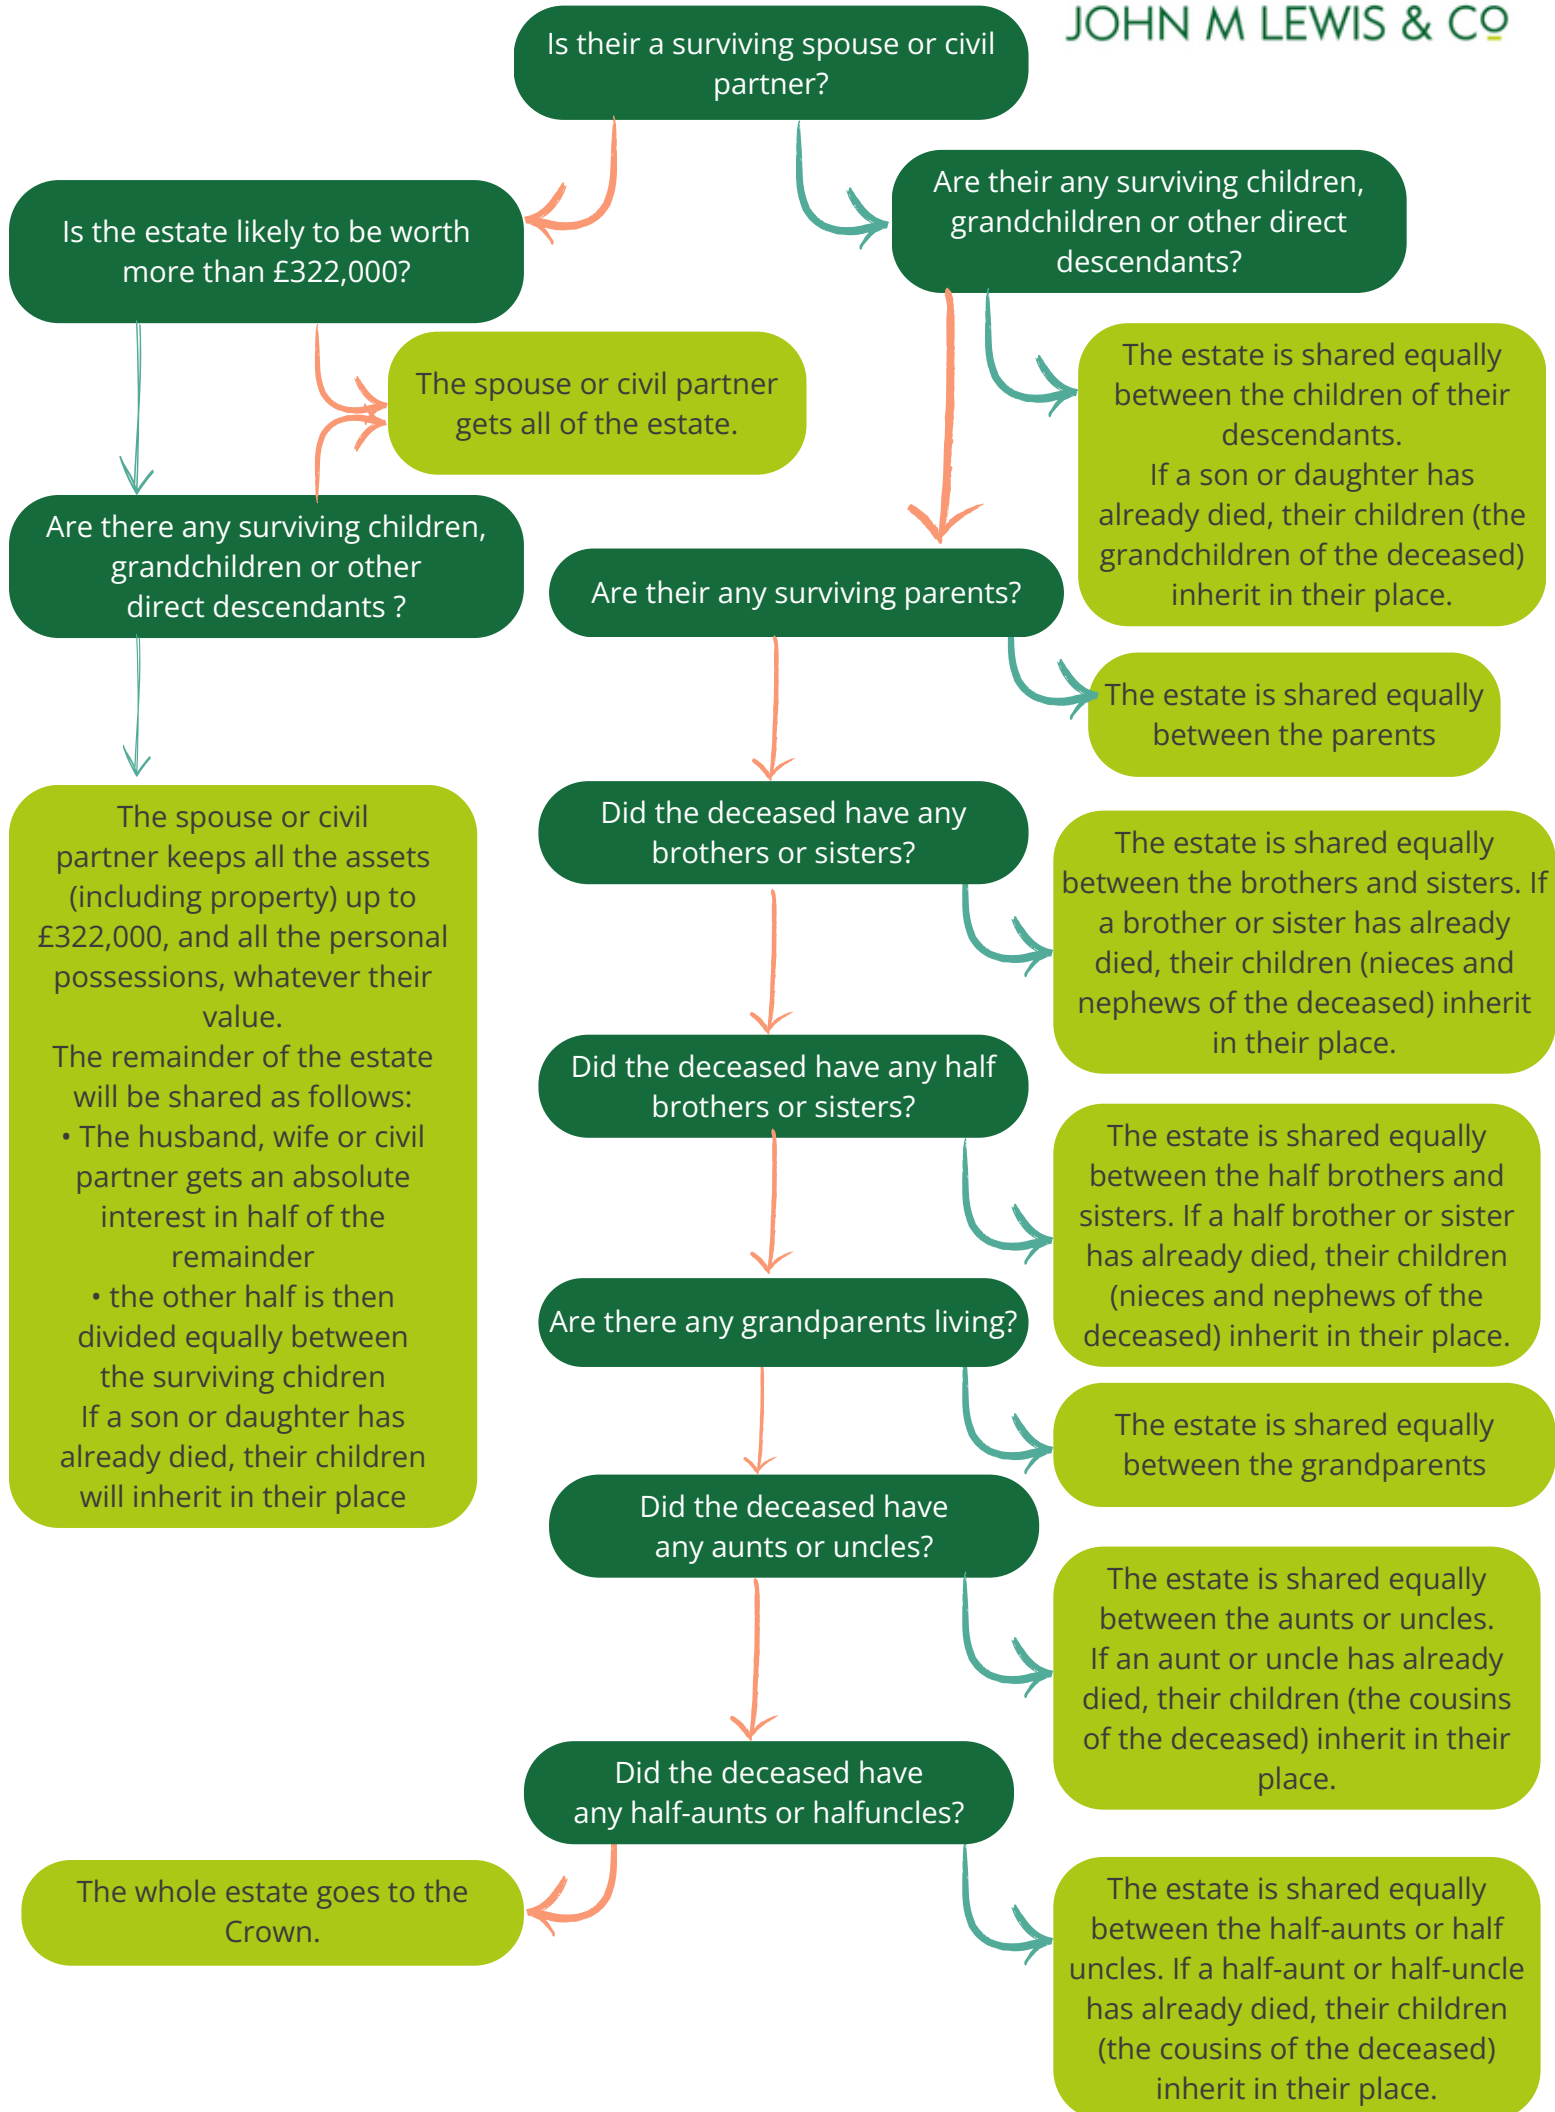 JOHN M LEWIS & CO
Is their a surviving spouse or civil
partner?
Is the estate likely to be worth
more than £322,000?
Are their any surviving children,
grandchildren or other direct
descendants?
The spouse or civil partner
gets all of the estate.
The estate is shared equally
between the children of their
descendants.
If a son or daughter has
already died, their children (the
grandchildren of the deceased)
inherit in their place.
Are there any surviving children,
grandchildren or other
direct descendants ?
Are their any surviving parents?
The estate is shared equally
between the parents
The spouse or civil
partner keeps all the assets
(including property) up to
£322,000, and all the personal
possessions, whatever their
value.
The remainder of the estate
will be shared as follows:
• The husband, wife or civil
partner gets an absolute
interest in half of the
remainder
• the other half is then
divided equally between
the surviving chidren
If a son or daughter has
already died, their children
will inherit in their place
Did the deceased have any
brothers or sisters?
The estate is shared equally
between the brothers and sisters. If
a brother or sister has already
died, their children (nieces and
nephews of the deceased) inherit
in their place.
Did the deceased have any half
brothers or sisters?
The estate is shared equally
between the half brothers and
sisters. If a half brother or sister
has already died, their children
(nieces and nephews of the
deceased) inherit in their place.
Are there any grandparents living?
The estate is shared equally
between the grandparents
Did the deceased have
any aunts or uncles?
The estate is shared equally
between the aunts or uncles.
If an aunt or uncle has already
died, their children (the cousins
of the deceased) inherit in their
place.
Did the deceased have
any half-aunts or halfuncles?
The whole estate goes to the
Crown.
The estate is shared equally
between the half-aunts or half
uncles. If a half-aunt or half-uncle
has already died, their children
(the cousins of the deceased)
inherit in their place.